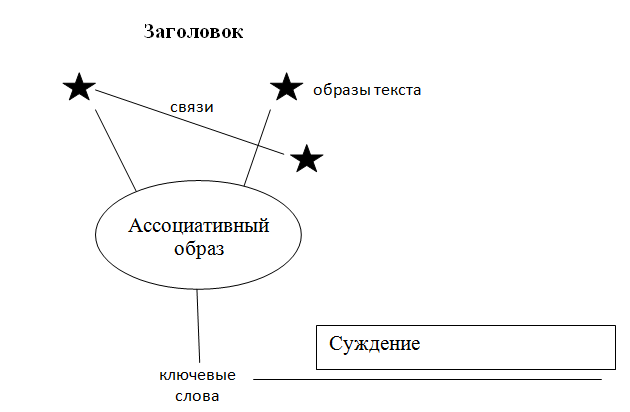 Заголовок
образы текста
связи
Ассоциативный
образ
Суждение
ключевые
слова